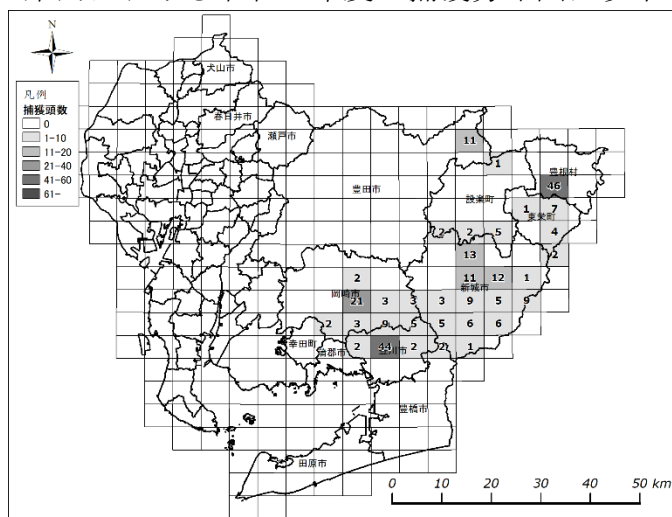 N
犬山市
凡例
捕獲頭数
0
1-10
11-20
21-40
41-60
61-
春日井市
瀬戸市
11
1
豊根村
豊田市
46
設楽町
1 7
東栄町
2 2 5 4
13 2
2 11 12 1
岡崎市 新城市
21 3 3 3 9 5 9
2 3 9 5 5 6 6
幸田町
2 44 2 2 1
蒲郡市 豊川市
豊橋市
田原市
0 10 20 30 40 50 km